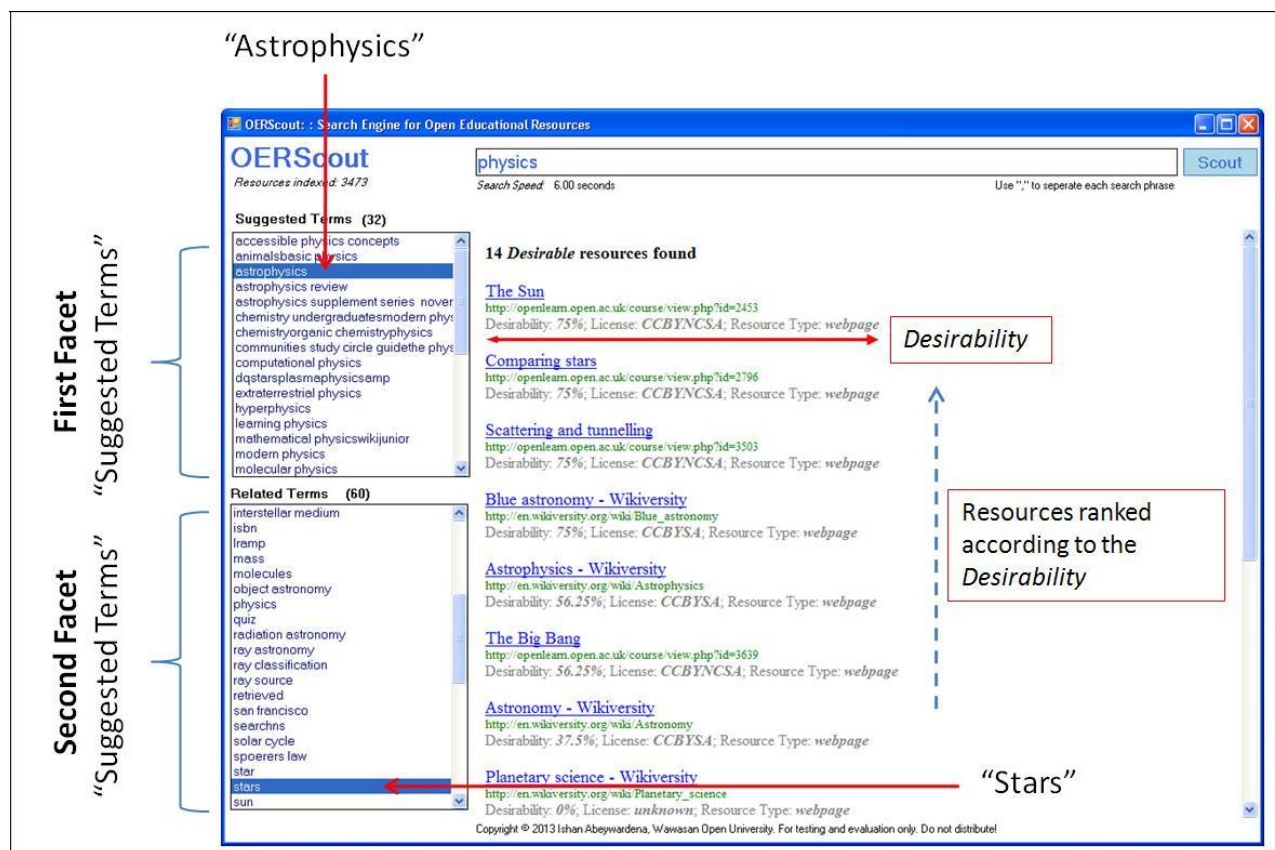 “Astrophysics”
OERScout: : Search Engine for Open Educational Resources
OERScout
physics
Scout
Resources indexed: 3473
Search Speed: 6.00 seconds
Use "," to seperate each search phrase
First Facet
“Suggested Terms”
Suggested Terms (32)
accessible physics concepts
animalsbasic physics
astrophysics
astrophysics review
astrophysics supplement series nover
chemistry undergraduatesmodern phys
chemistryorganic chemistryphysics
communities study circle guidethe phys
computational physics
dqstarsplasmaphysicsamp
extraterrestrial physics
hyperphysics
learning physics
mathematical physicswikijunior
modern physics
molecular physics
Second Facet
“Suggested Terms”
Related Terms (60)
interstellar medium
isbn
lramp
mass
molecules
object astronomy
physics
quiz
radiation astronomy
ray astronomy
ray classification
ray source
retrieved
san francisco
searchns
solar cycle
spoerers law
star
stars
sun
14 Desirable resources found
The Sun
http://openlearn.open.ac.uk/course/view.php?id=2453
Desirability: 75%; License: CCBYNCSA; Resource Type: webpage
Comparing stars
http://openlearn.open.ac.uk/course/view.php?id=2796
Desirability: 75%; License: CCBYNCSA; Resource Type: webpage
Scattering and tunnelling
http://openlearn.open.ac.uk/course/view.php?id=3503
Desirability: 75%; License: CCBYNCSA; Resource Type: webpage
Blue astronomy - Wikiversity
http://en.wikiversity.org/wiki/Blue_astronomy
Desirability: 75%; License: CCBYSA; Resource Type: webpage
Astrophysics - Wikiversity
http://en.wikiversity.org/wiki/Astrophysics
Desirability: 56.25%; License: CCBYSA; Resource Type: webpage
The Big Bang
http://openlearn.open.ac.uk/course/view.php?id=3639
Desirability: 56.25%; License: CCBYNCSA; Resource Type: webpage
Astronomy - Wikiversity
http://en.wikiversity.org/wiki/Astronomy
Desirability: 37.5%; License: CCBYSA; Resource Type: webpage
Planetary science - Wikiversity
http://en.wikiversity.org/wiki/Planetary_science
Desirability: 0%; License: unknown; Resource Type: webpage
Desirability
Resources ranked
according to the
Desirability
“Stars”
Copyright © 2013 Ishan Abeywardena, Wawasan Open University. For testing and evaluation only. Do not distribute!